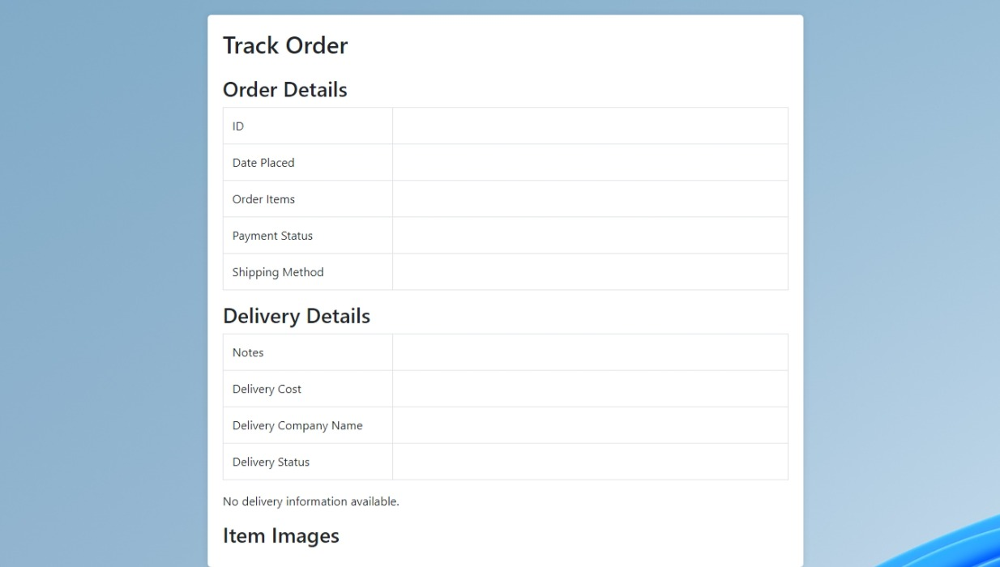 Track Order
Order Details
ID
Date Placed
Order Items
Payment Status
Shipping Method
Delivery Details
Notes
Delivery Cost
Delivery Company Name
Delivery Status
No delivery information available.
Item Images